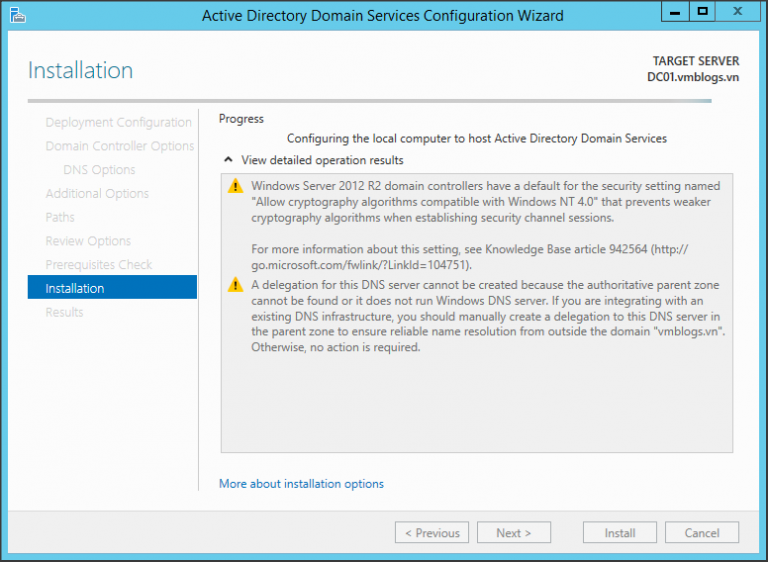 Active Directory Domain Services Configuration Wizard
Installation
TARGET SERVER
DC01.vmblogs.vn
Deployment Configuration
Domain Controller Options
DNS Options
Additional Options
Paths
Review Options
Prerequisites Check
Installation
Results
Progress
Configuring the local computer to host Active Directory Domain Services
View detailed operation results
Windows Server 2012 R2 domain controllers have a default for the security setting named
"Allow cryptography algorithms compatible with Windows NT 4.0" that prevents weaker
cryptography algorithms when establishing security channel sessions.
For more information about this setting, see Knowledge Base article 942564 (http://
go.microsoft.com/fwlink/?LinkId=104751).
A delegation for this DNS server cannot be created because the authoritative parent zone
cannot be found or it does not run Windows DNS server. If you are integrating with an
existing DNS infrastructure, you should manually create a delegation to this DNS server in
the parent zone to ensure reliable name resolution from outside the domain "vmblogs.vn".
Otherwise, no action is required.
More about installation options
< Previous
Next >
Install
Cancel